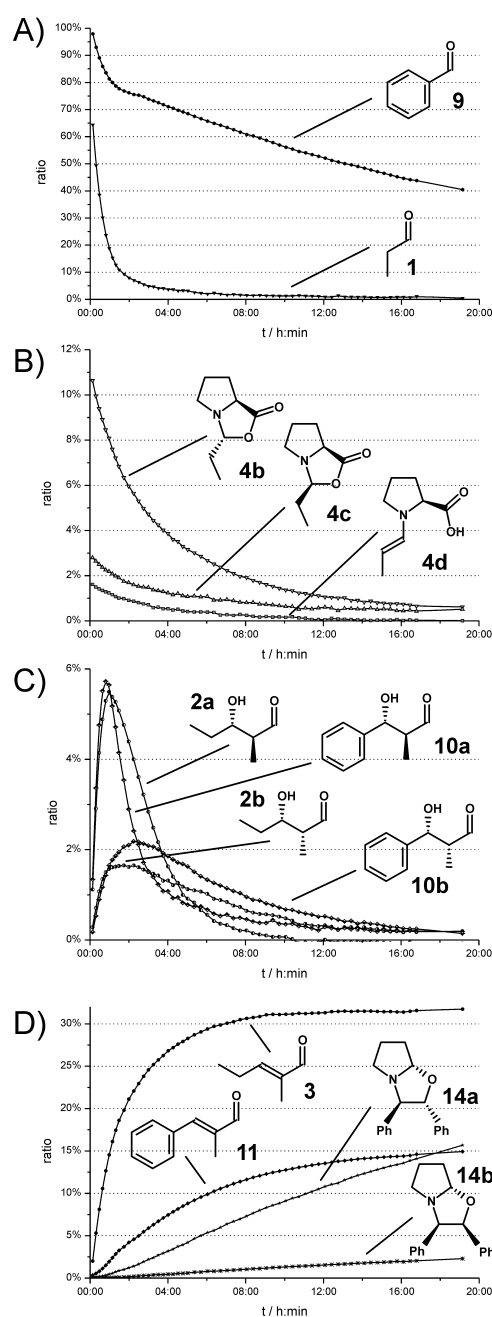 A)
100%
90%
80%
70%
60%
50%
40%
30%
20%
10%
0%
ratio
O
9
O
1
00:00 04:00 08:00 12:00 16:00 20:00
t / h:min
B)
12%
10%
8%
6%
4%
2%
0%
ratio
N O O
4b
N O O
4c
N O OH
4d
00:00 04:00 08:00 12:00 16:00 20:00
t / h:min
C)
6%
4%
2%
0%
ratio
2a OH O
OH O
10a
2b OH O
OH O
10b
00:00 04:00 08:00 12:00 16:00 20:00
t / h:min
D)
30%
25%
20%
15%
10%
5%
0%
ratio
O
3
O
11
14a
N O
Ph Ph
14b
N O
Ph Ph
00:00 04:00 08:00 12:00 16:00 20:00
t / h:min